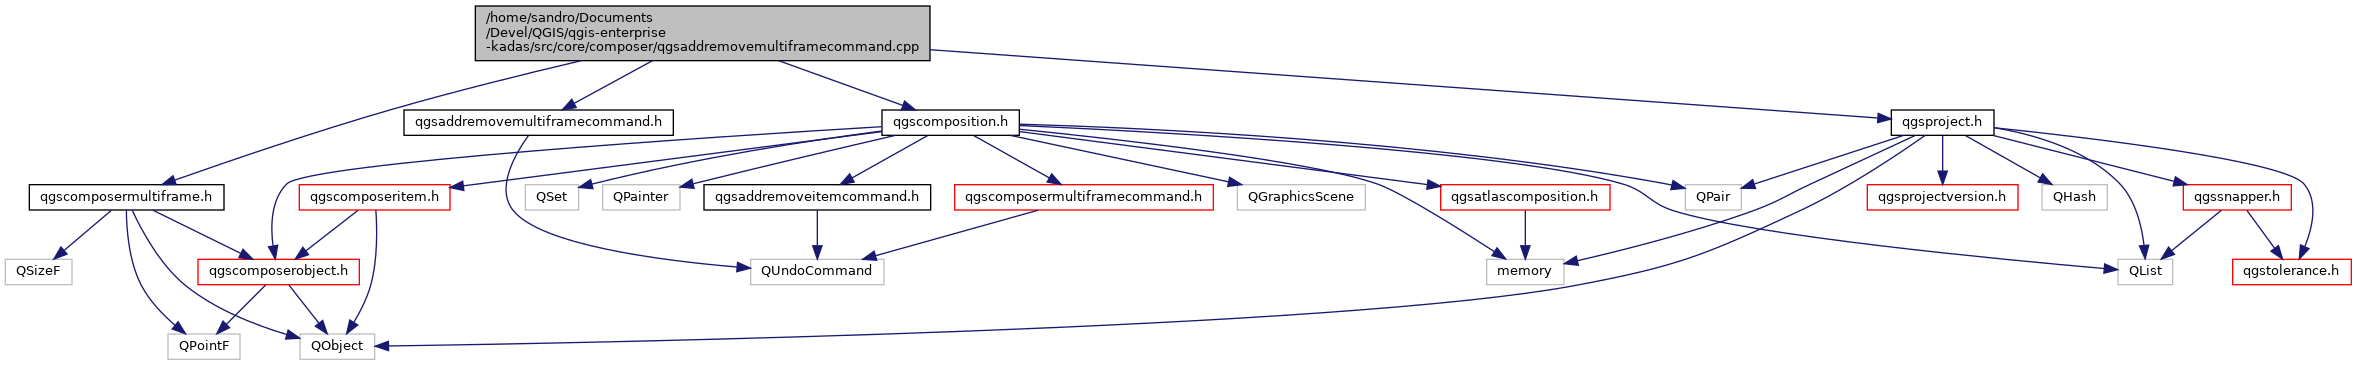 /home/sandro/Documents
/Devel/QGIS/qgis-enterprise
-kadas/src/core/composer/qgsaddremovemultiframecommand.cpp
qgsaddremovemultiframecommand.h
qgscomposition.h
qgsproject.h
qgscomposermultiframe.h
qgscomposeritem.h
QSet
QPainter
qgsaddremoveitemcommand.h
qgscomposermultiframecommand.h
QGraphicsScene
qgsatlascomposition.h
QPair
qgsprojectversion.h
QHash
qgssnapper.h
QSizeF
qgscomposerobject.h
QUndoCommand
memory
QList
qgstolerance.h
QPointF
QObject